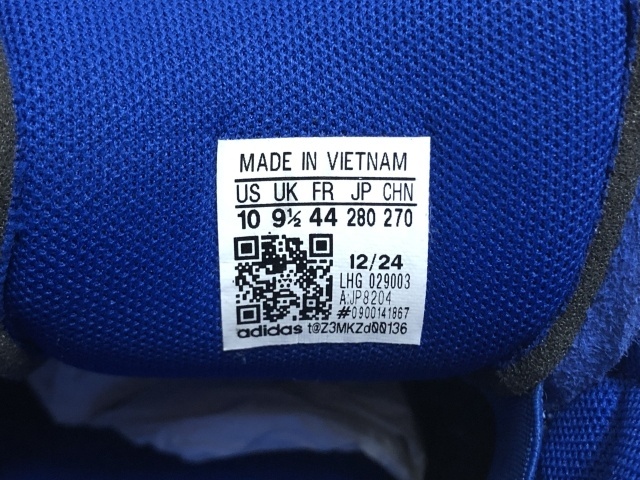 MADE IN VIETNAM
US UK FR JP CHN
10 9½ 44 280 270
12/24
LHG 029003
A:JP8204
#0900141867
adidas t@Z3MKZd00136